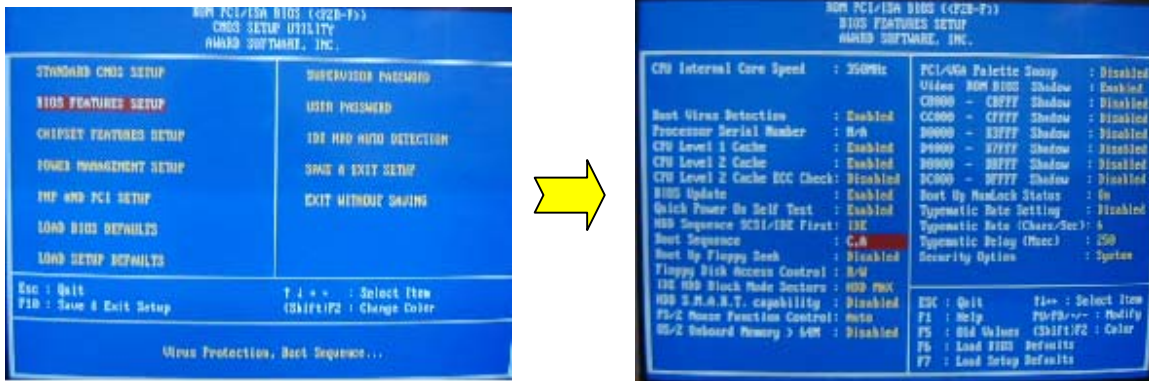 ROM PCI/ISA BIOS (<P2B-F>)
CMOS SETUP UTILITY
AWARD SOFTWARE, INC.
STANDARD CMOS SETUP
BIOS FEATURES SETUP
CHIPSET FEATURES SETUP
POWER MANAGEMENT SETUP
PNP AND PCI SETUP
LOAD BIOS DEFAULTS
LOAD SETUP DEFAULTS
SUPERVISOR PASSWORD
USER PASSWORD
IDE HDD AUTO DETECTION
SAVE & EXIT SETUP
EXIT WITHOUT SAVING
Esc : Quit
F10 : Save & Exit Setup
↑ ↓ → ← : Select Item
(Shift)F2 : Change Color
Virus Protection, Boot Sequence...
ROM PCI/ISA BIOS (<P2B-F>)
BIOS FEATURES SETUP
AWARD SOFTWARE, INC.
CPU Internal Core Speed : 350MHz
Boot Virus Detection : Enabled
Processor Serial Number : N/A
CPU Level 1 Cache : Enabled
CPU Level 2 Cache : Enabled
CPU Level 2 Cache ECC Check: Disabled
BIOS Update : Enabled
Quick Power On Self Test : Enabled
HDD Sequence SCSI/IDE First: IDE
Boot Sequence : C,A
Boot Up Floppy Seek : Disabled
Floppy Disk Access Control : R/W
IDE HDD Block Mode Sectors : HDD MAX
HDD S.M.A.R.T. capability : Disabled
PS/2 Mouse Function Control: Auto
OS/2 Onboard Memory > 64M : Disabled
PCI/VGA Palette Snoop : Disabled
Video ROM BIOS Shadow : Enabled
C8000 - CBFFF Shadow : Disabled
CC000 - CFFFF Shadow : Disabled
D0000 - D3FFF Shadow : Disabled
D4000 - D7FFF Shadow : Disabled
D8000 - DBFFF Shadow : Disabled
DC000 - DFFFF Shadow : Disabled
Boot Up NumLock Status : On
Typematic Rate Setting : Disabled
Typematic Rate (Chars/Sec): 6
Typematic Delay (Msec) : 250
Security Option : System
ESC : Quit
F1 : Help
F5 : Old Values (Shift)F2 : Color
F6 : Load BIOS Defaults
F7 : Load Setup Defaults
↑↓→← : Select Item
PU/PD/+/- : Modify